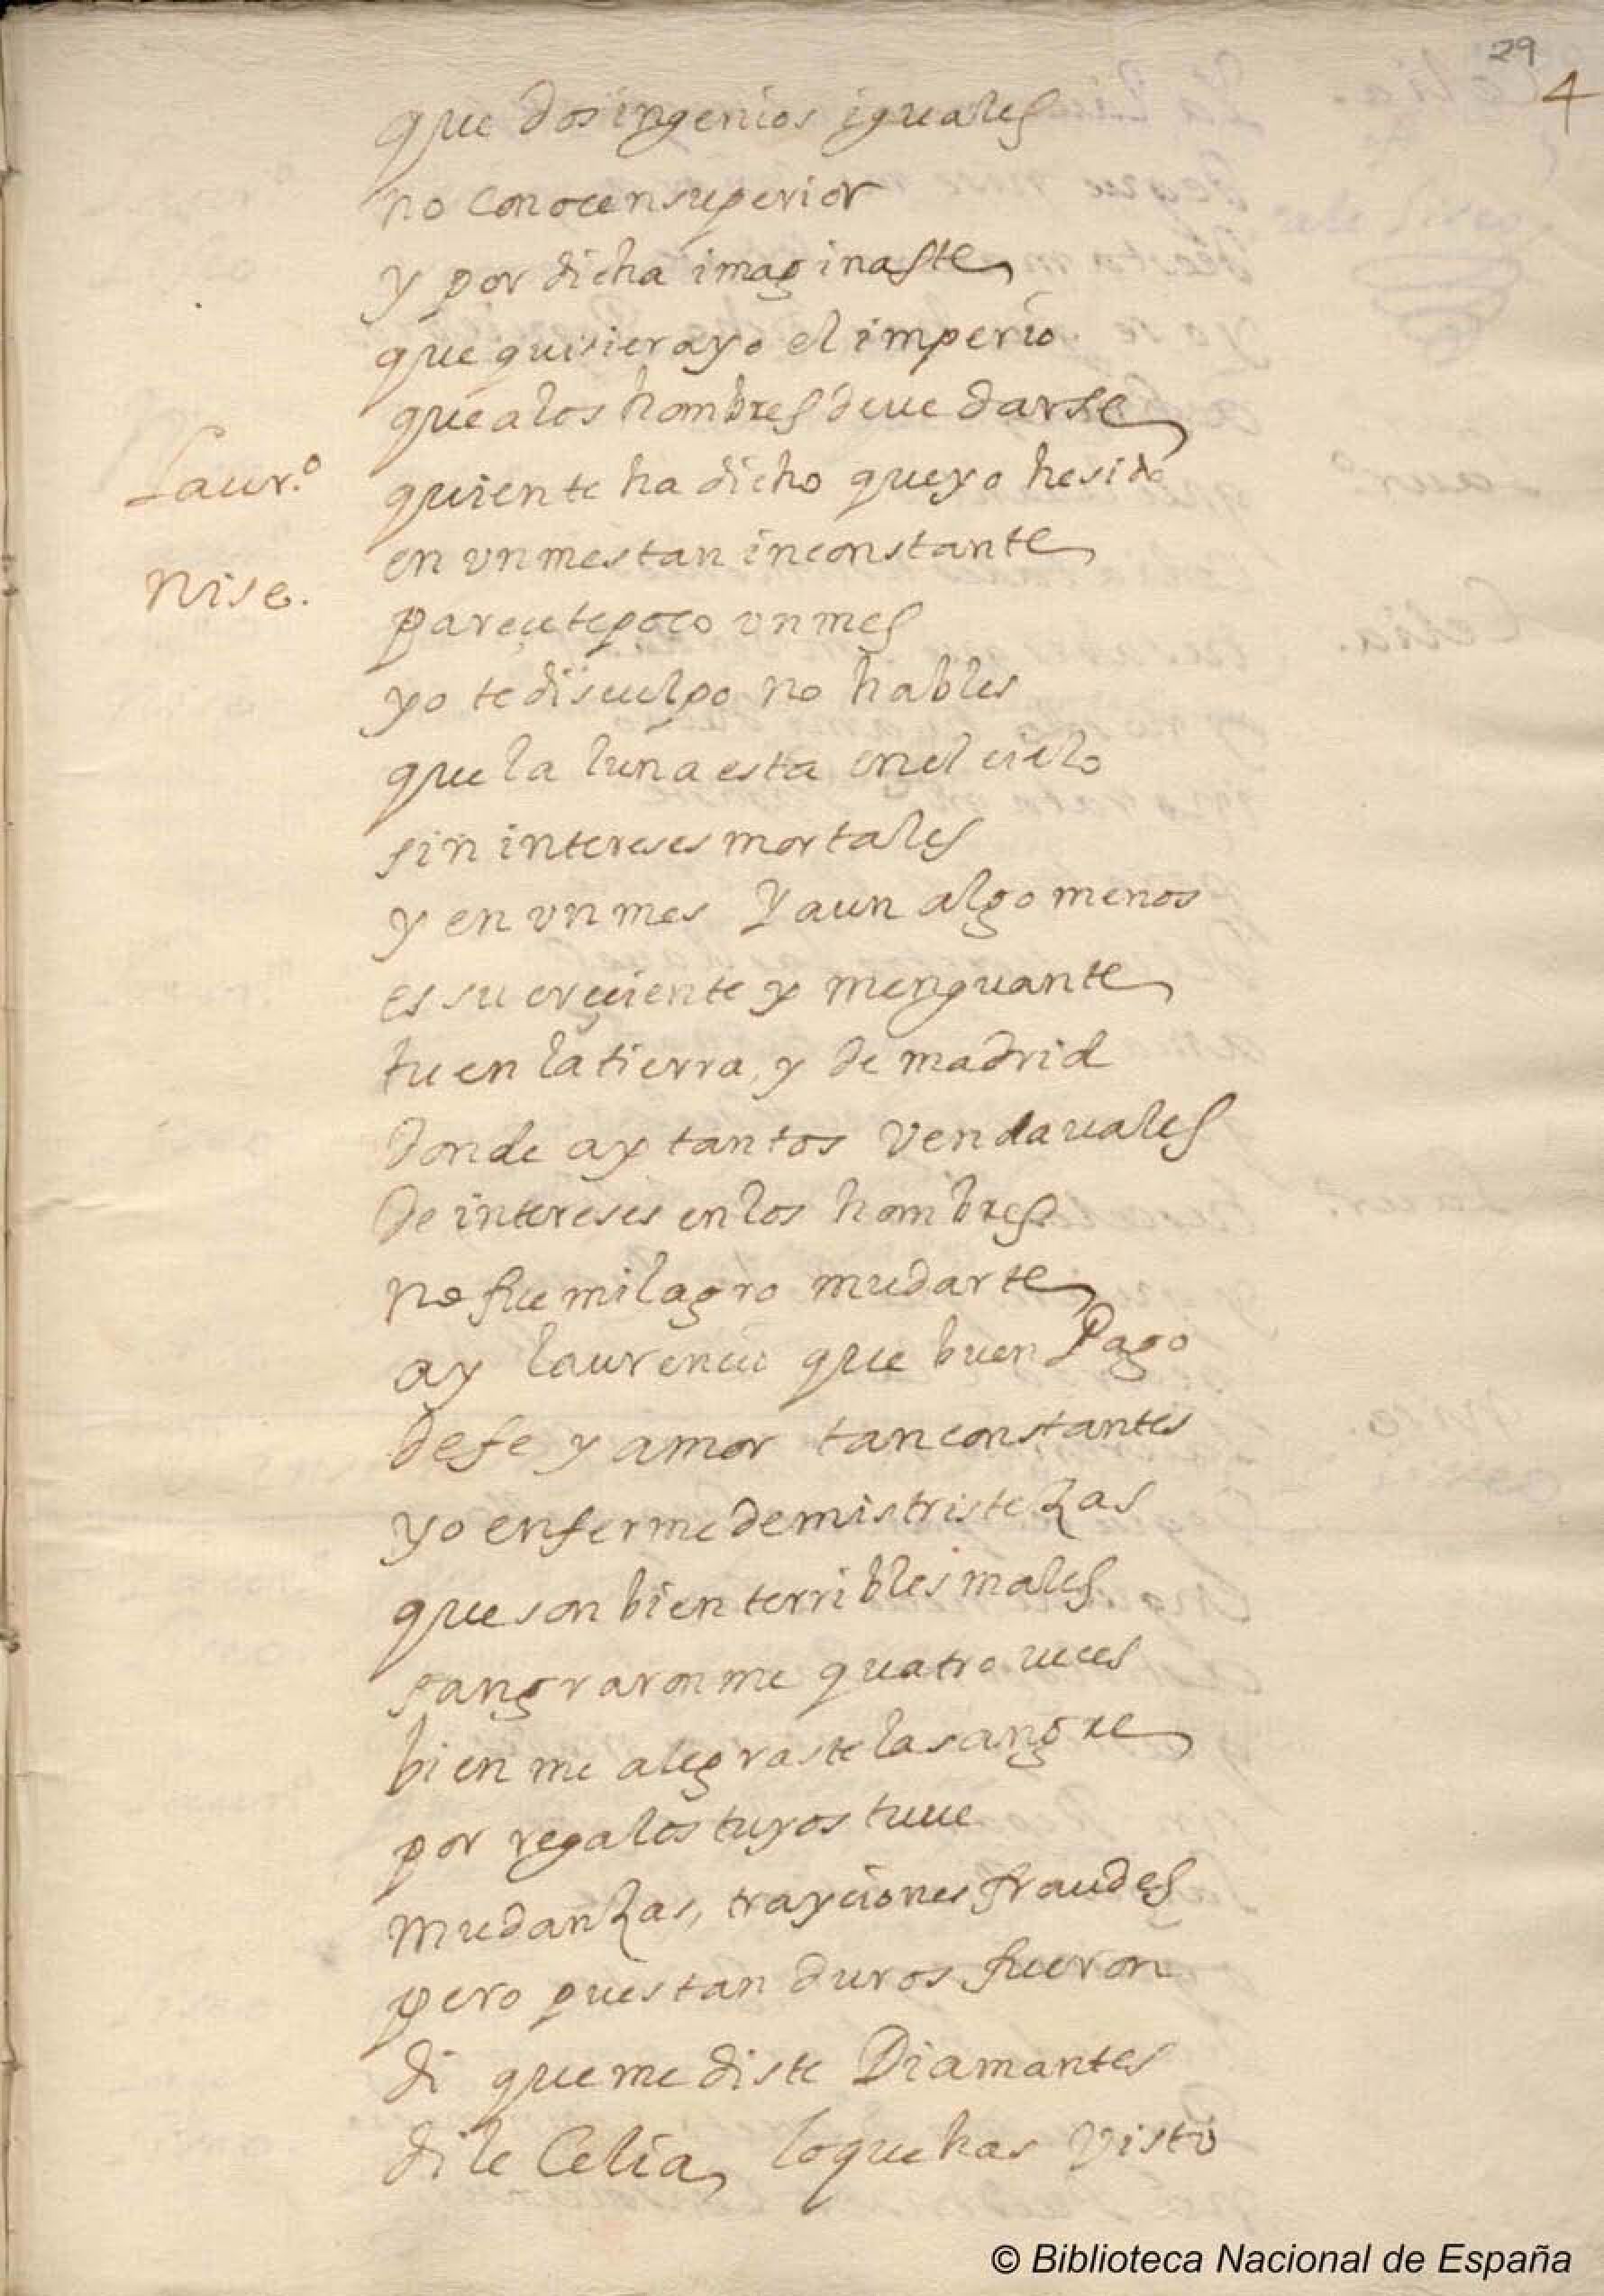 29
4
que dos ingenios iguales
no conocen superior
y por dicha imaginaste
que quisiera yo el imperio
que a los hombres deue darse
Laur.º quien te ha dicho que yo he sido
en vn mes tan inconstante
Nise. pareçete poco vn mes
yo te disculpo no hables
que la luna esta en el cielo
sin intereses mortales
y en vn mes Y aun algo menos
es su creçiente y menguante
tu en la tierra, y de madrid
donde ay tantos vendauales
de intereses en los hombres
no fue milagro mudarte
ay laurencio que buen Pago
de fe y amor tan constantes
yo enferme de mis tristezas
que son bien terribles males
sangraronme quatro veces
bien me alegraste la sangre
por regalos tuyos tuue
mudanzas, trayciones fraudes
pero pues tan duros fueron
di que me diste Diamantes
dile Celia, lo que has visto
© Biblioteca Nacional de España